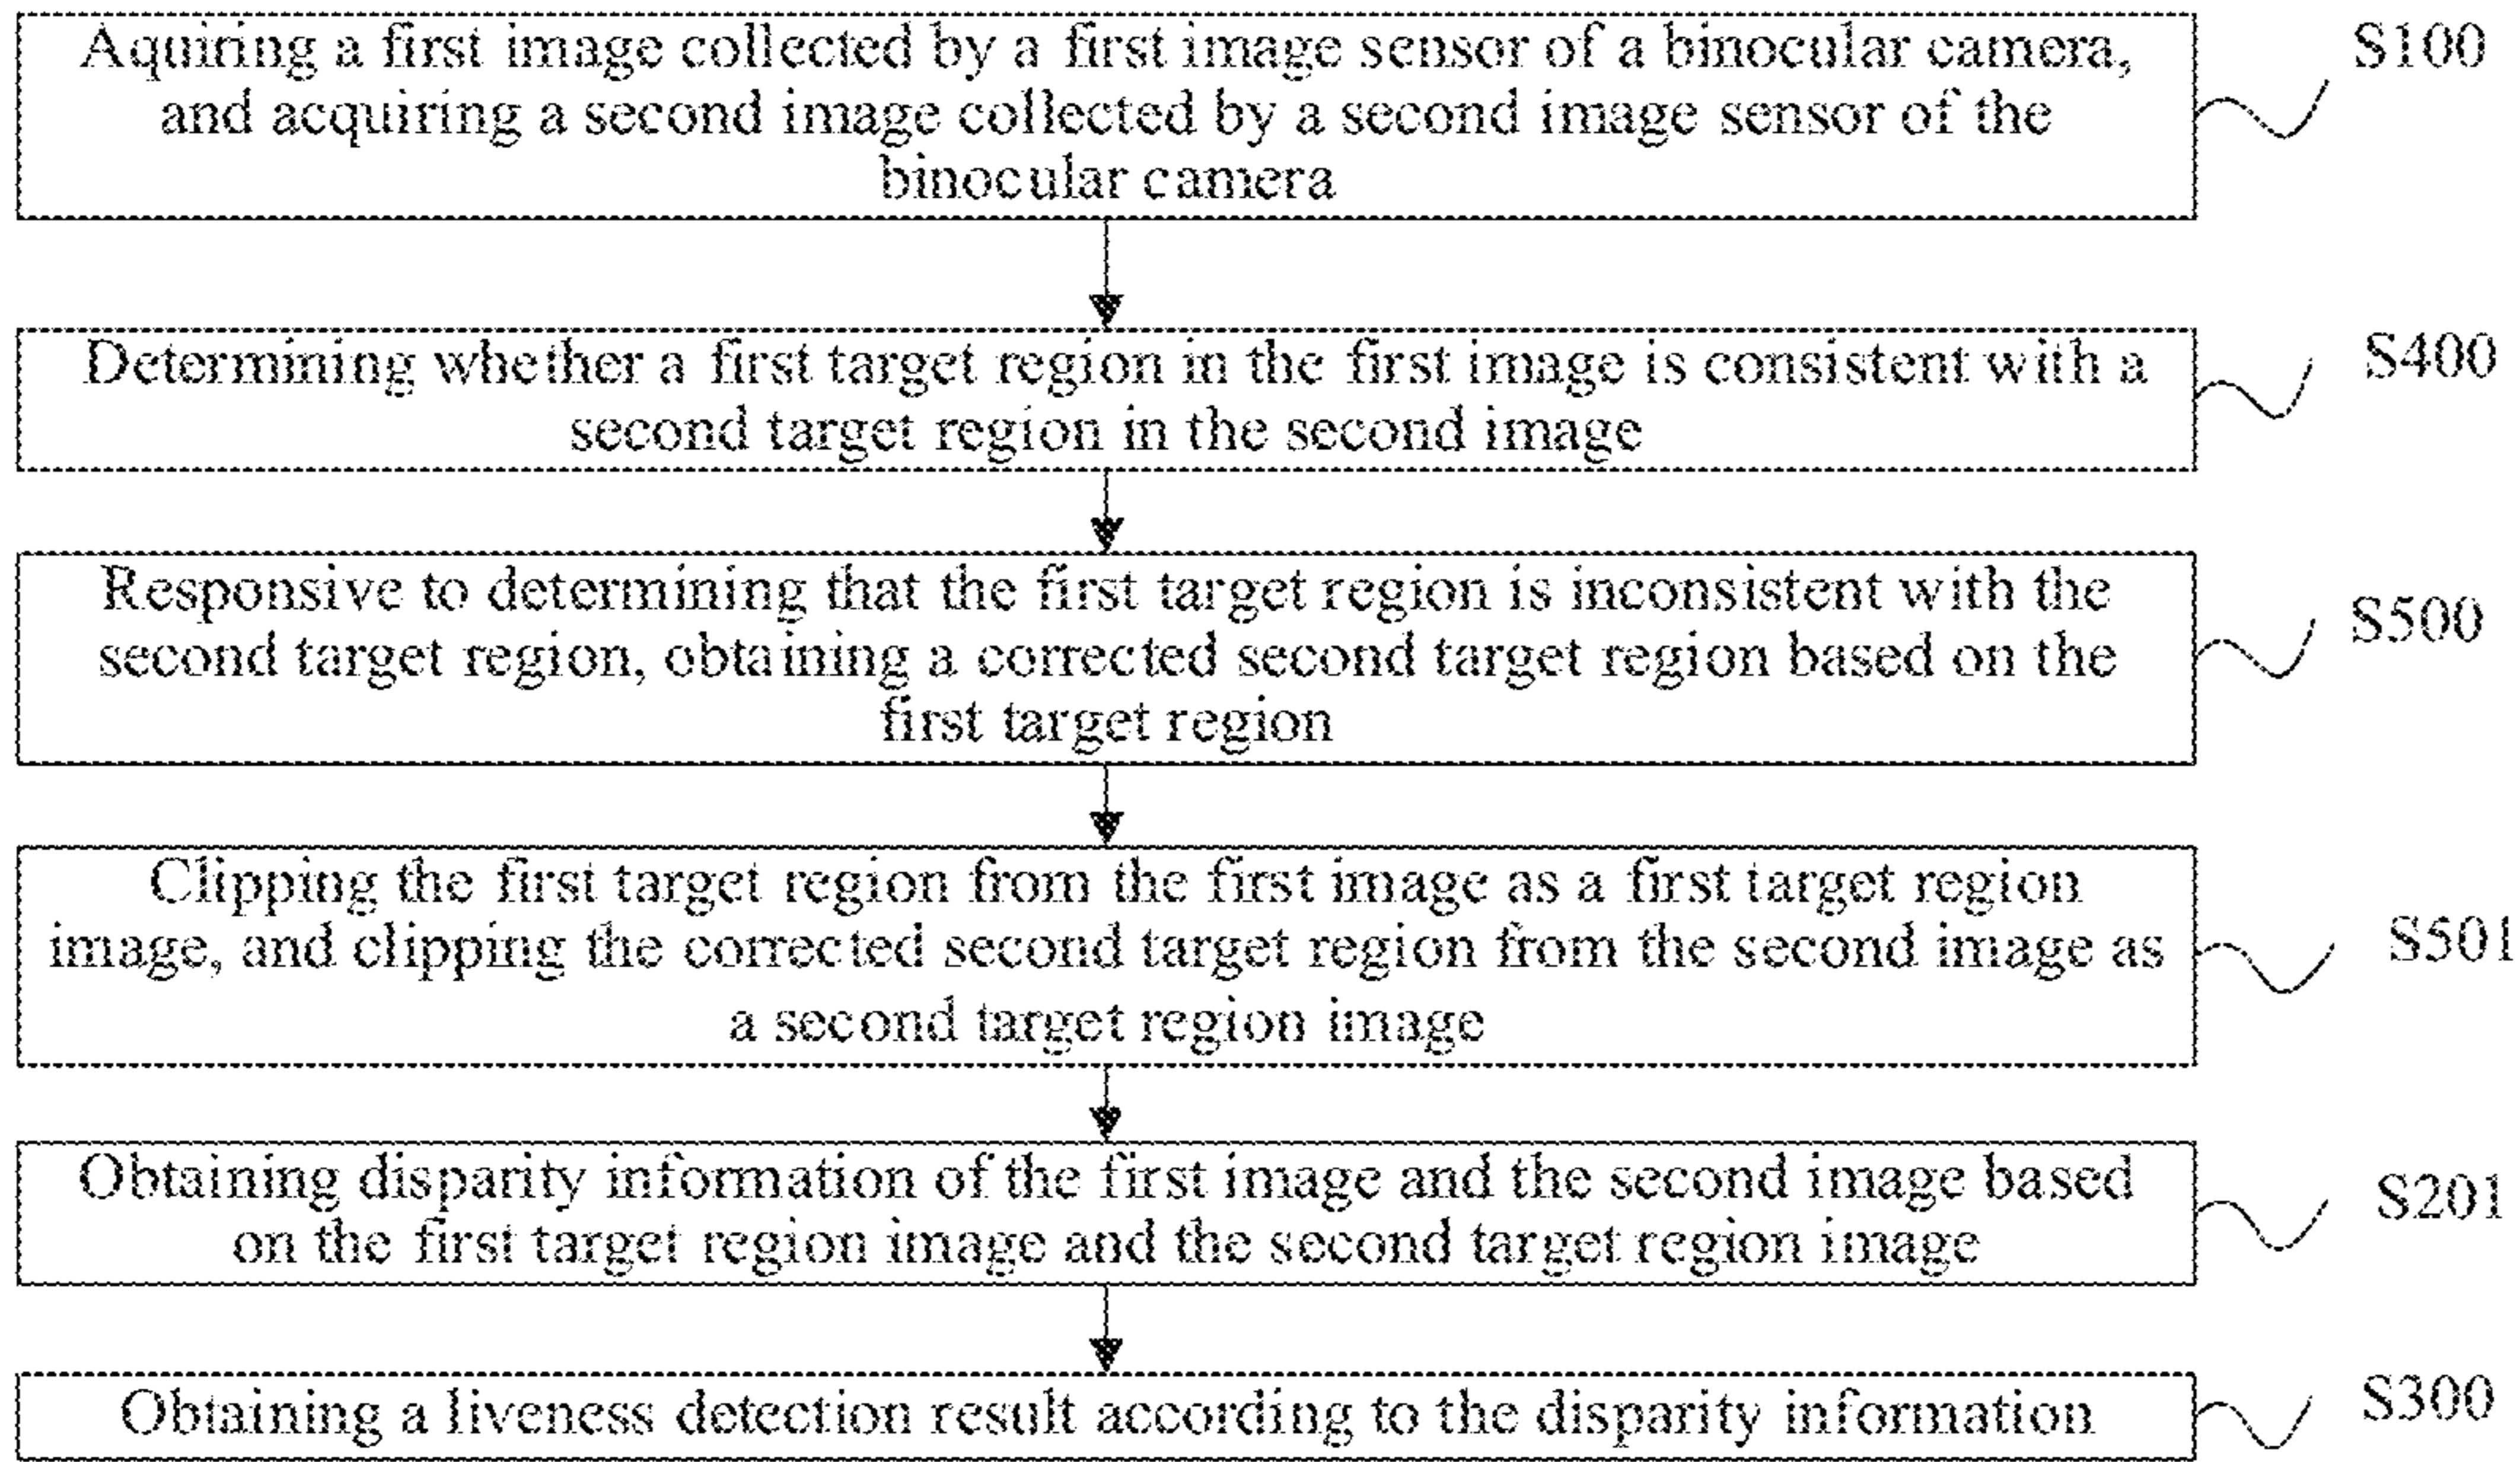 Aquiring a first image collected by a first image sensor of a binocular camera,
and acquiring a second image collected by a second image sensor of the
binocular camera
S100
Determining whether a first target region in the first image is consistent with a
second target region in the second image
S400
Responsive to determining that the first target region is inconsistent with the
second target region, obtaining a corrected second target region based on the
first target region
S500
Clipping the first target region from the first image as a first target region
image, and clipping the corrected second target region from the second image as
a second target region image
S501
Obtaining disparity information of the first image and the second image based
on the first target region image and the second target region image
S201
Obtaining a liveness detection result according to the disparity information
S300